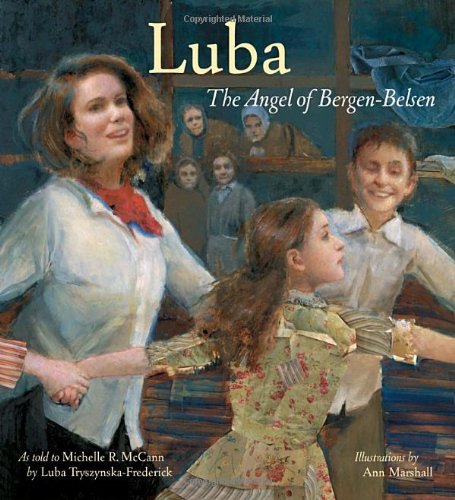 Copyrighted Material
Luba
The Angel of Bergen-Belsen
As told to Michelle R. McCann
by Luba Tryszynska-Frederick
Illustrations by
Ann Marshall